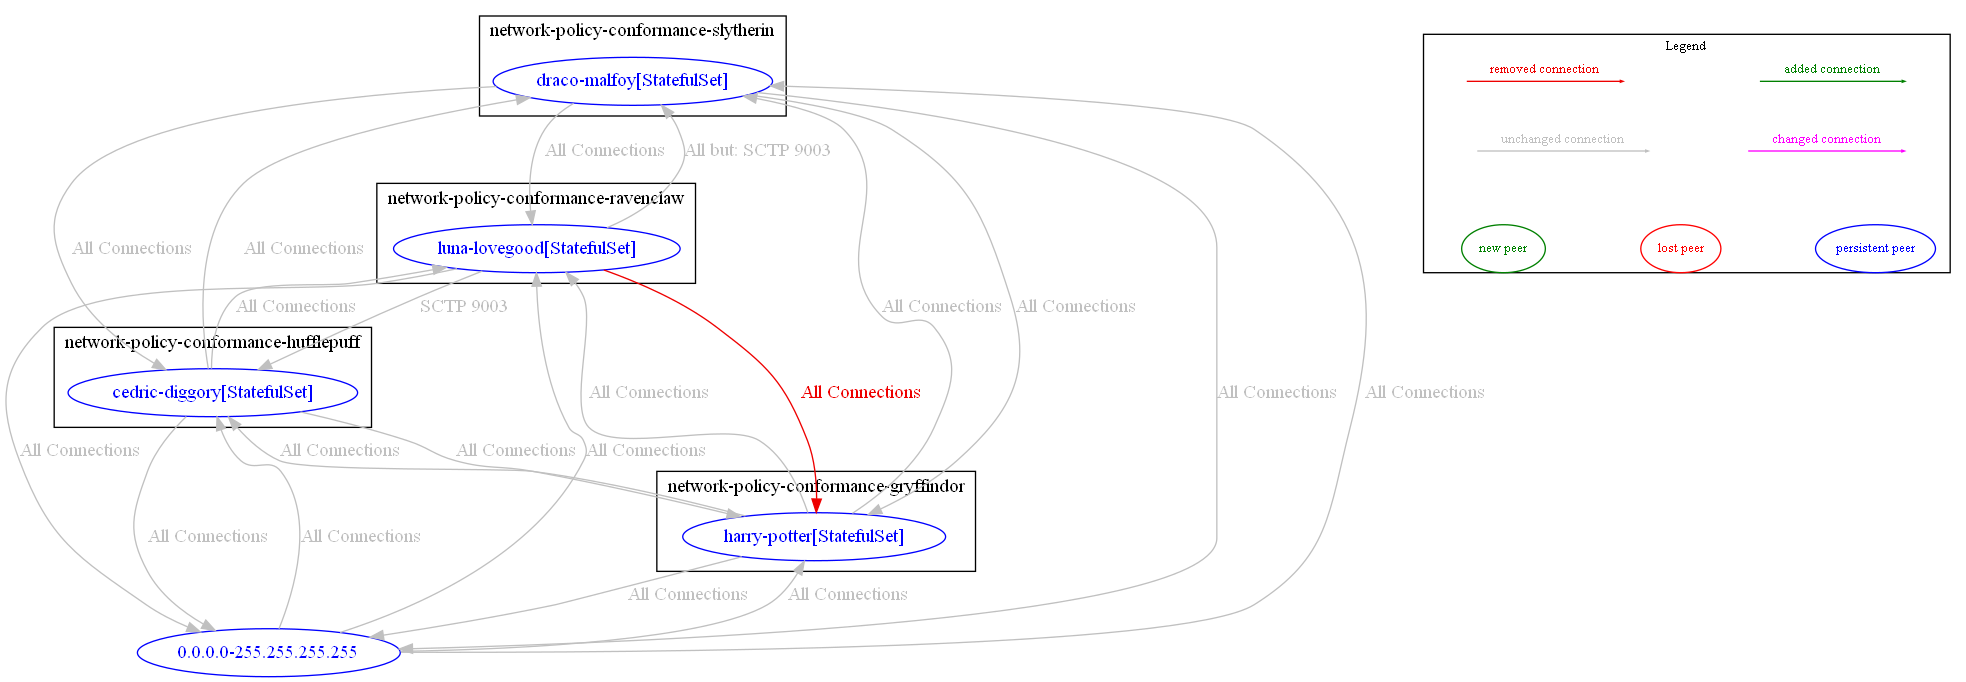 network-policy-conformance-slytherin
draco-malfoy[StatefulSet]
Legend
removed connection
added connection
unchanged connection
changed connection
new peer
lost peer
persistent peer
All Connections
All but: SCTP 9003
network-policy-conformance-ravenclaw
luna-lovegood[StatefulSet]
All Connections
All Connections
All Connections
SCTP 9003
All Connections
All Connections
network-policy-conformance-hufflepuff
cedric-diggory[StatefulSet]
All Connections
All Connections
All Connections
All Connections
All Connections
All Connections
All Connections
All Connections
network-policy-conformance-gryffindor
harry-potter[StatefulSet]
All Connections
All Connections
All Connections
All Connections
0.0.0.0-255.255.255.255